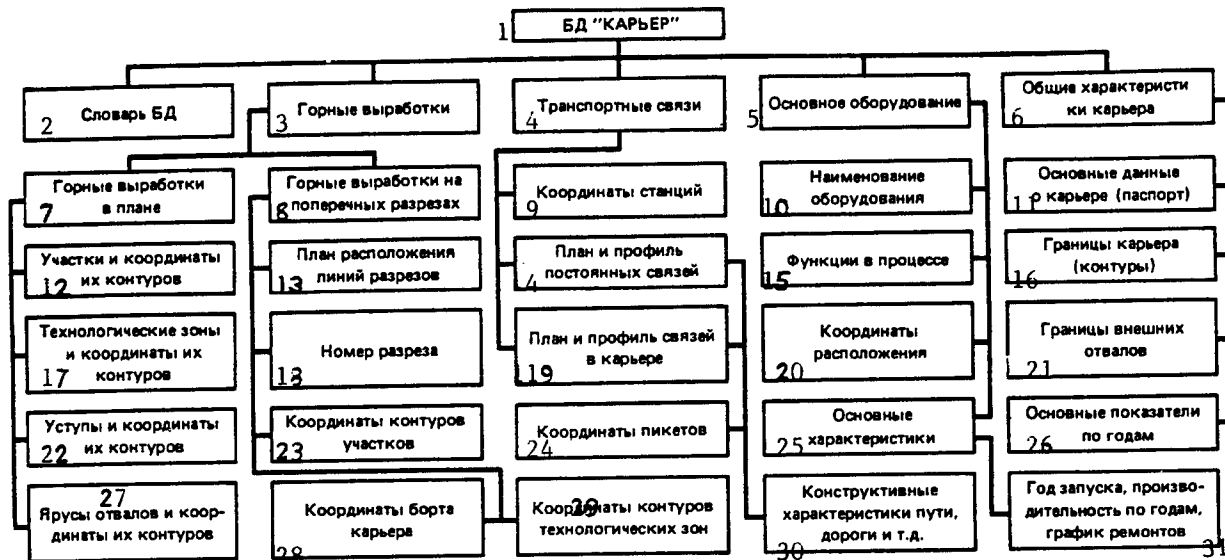 1 БД "КАРЬЕР"
2 Словарь БД
3 Горные выработки
4 Транспортные связи
5 Основное оборудование
6 Общие характеристи
ки карьера
7 Горные выработки
в плане
8 Горные выработки на
поперечных разрезах
9 Координаты станций
10 Наименование
оборудования
11 Основные данные
о карьере (паспорт)
12 Участки и координаты
их контуров
13 План расположения
линий разрезов
4 План и профиль
постоянных связей
15 Функции в процессе
16 Границы карьера
(контуры)
17 Технологические зоны
и координаты их
контуров
18 Номер разреза
19 План и профиль связей
в карьере
20 Координаты
расположения
21 Границы внешних
отвалов
22 Уступы и координаты
их контуров
23 Координаты контуров
участков
24 Координаты пикетов
25 Основные
характеристики
26 Основные показатели
по годам
27
Ярусы отвалов и коор-
динаты их контуров
28 Координаты борта
карьера
29 Координаты контуров
технологических зон
30 Конструктивные
характеристики пути,
дороги и т.д.
Год запуска, произво-
дительность по годам,
график ремонтов
31